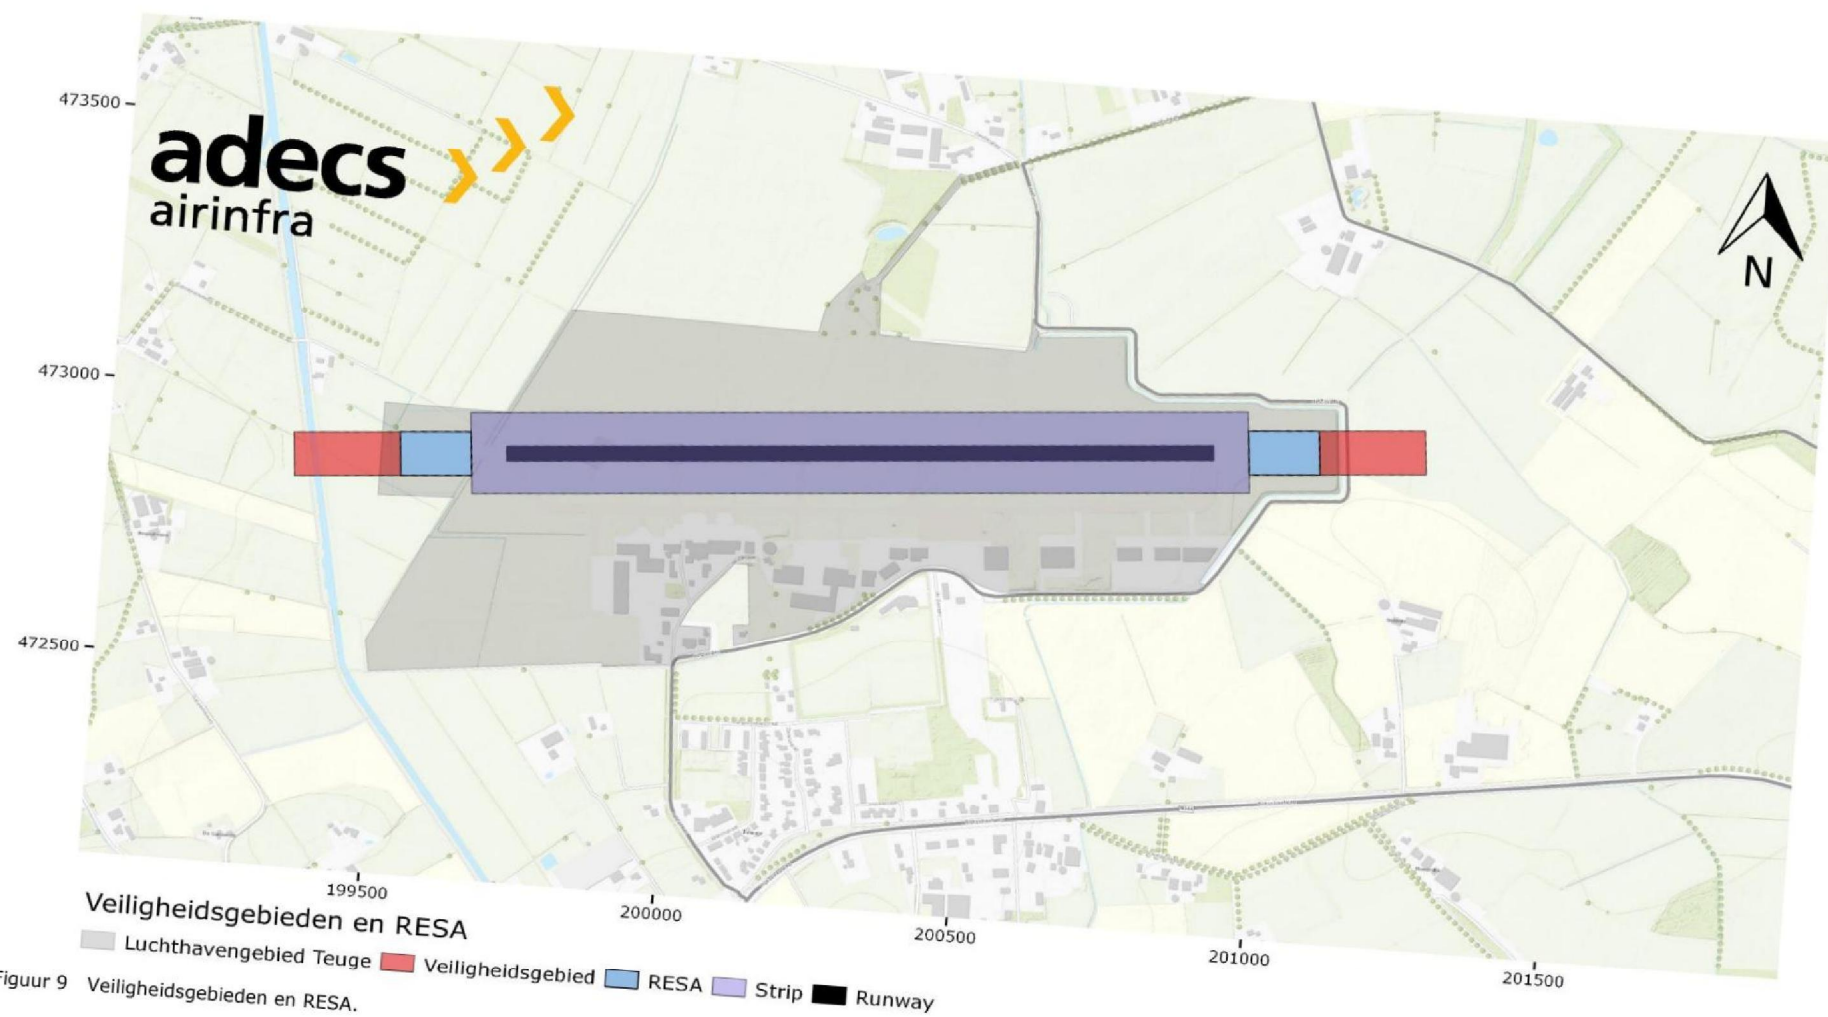 473500
adecs
airinfra
N
473000
472500
199500
200000
200500
201000
201500
Veiligheidsgebieden en RESA
Luchthavengebied Teuge Veiligheidsgebied RESA Strip Runway
Figuur 9 Veiligheidsgebieden en RESA.